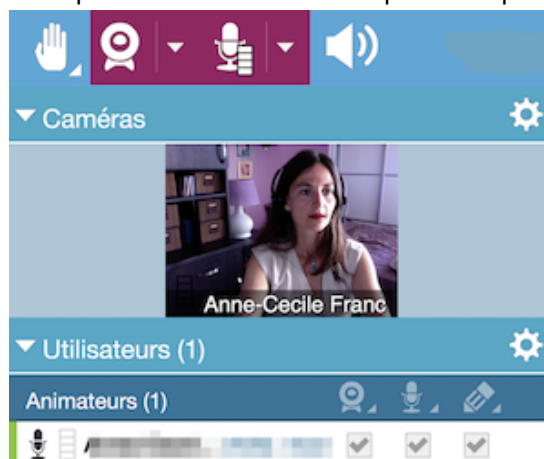 Caméras
Anne-Cecile Franc
Utilisateurs (1)
Animateurs (1)